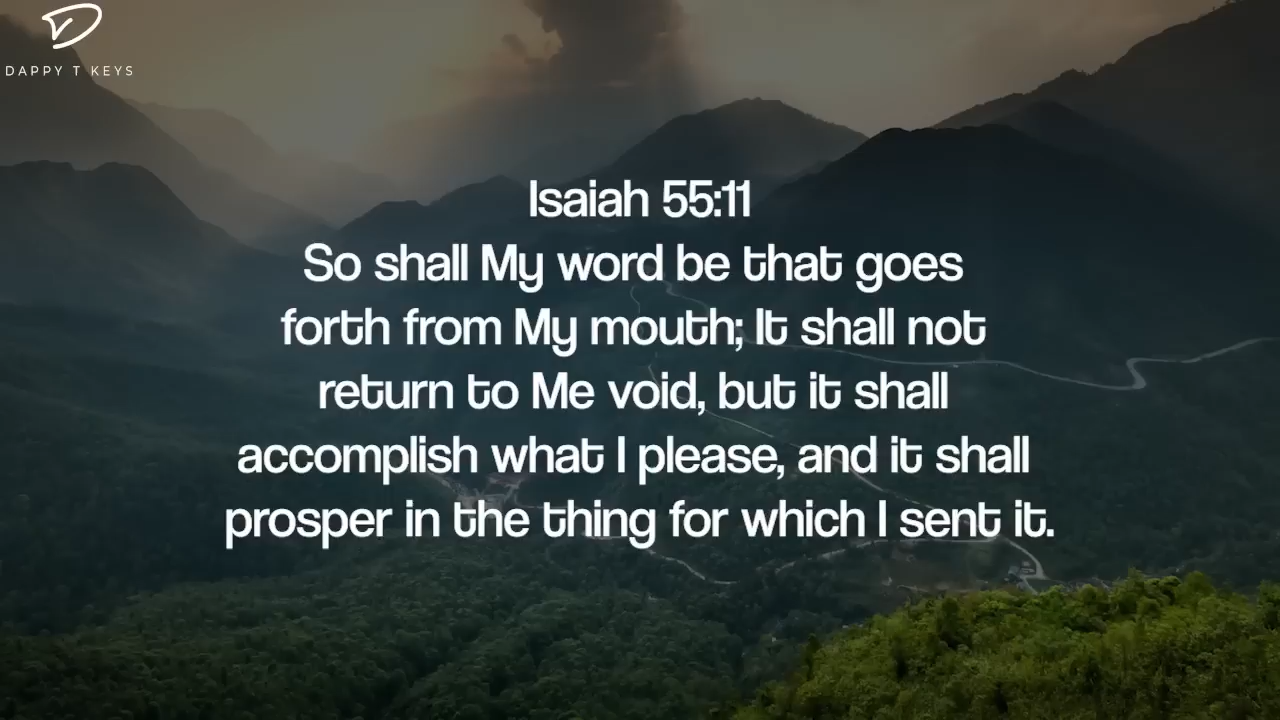 DAPPY T KEYS
Isaiah 55:11
So shall My word be that goes
forth from My mouth; It shall not
return to Me void, but it shall
accomplish what I please, and it shall
prosper in the thing for which I sent it.